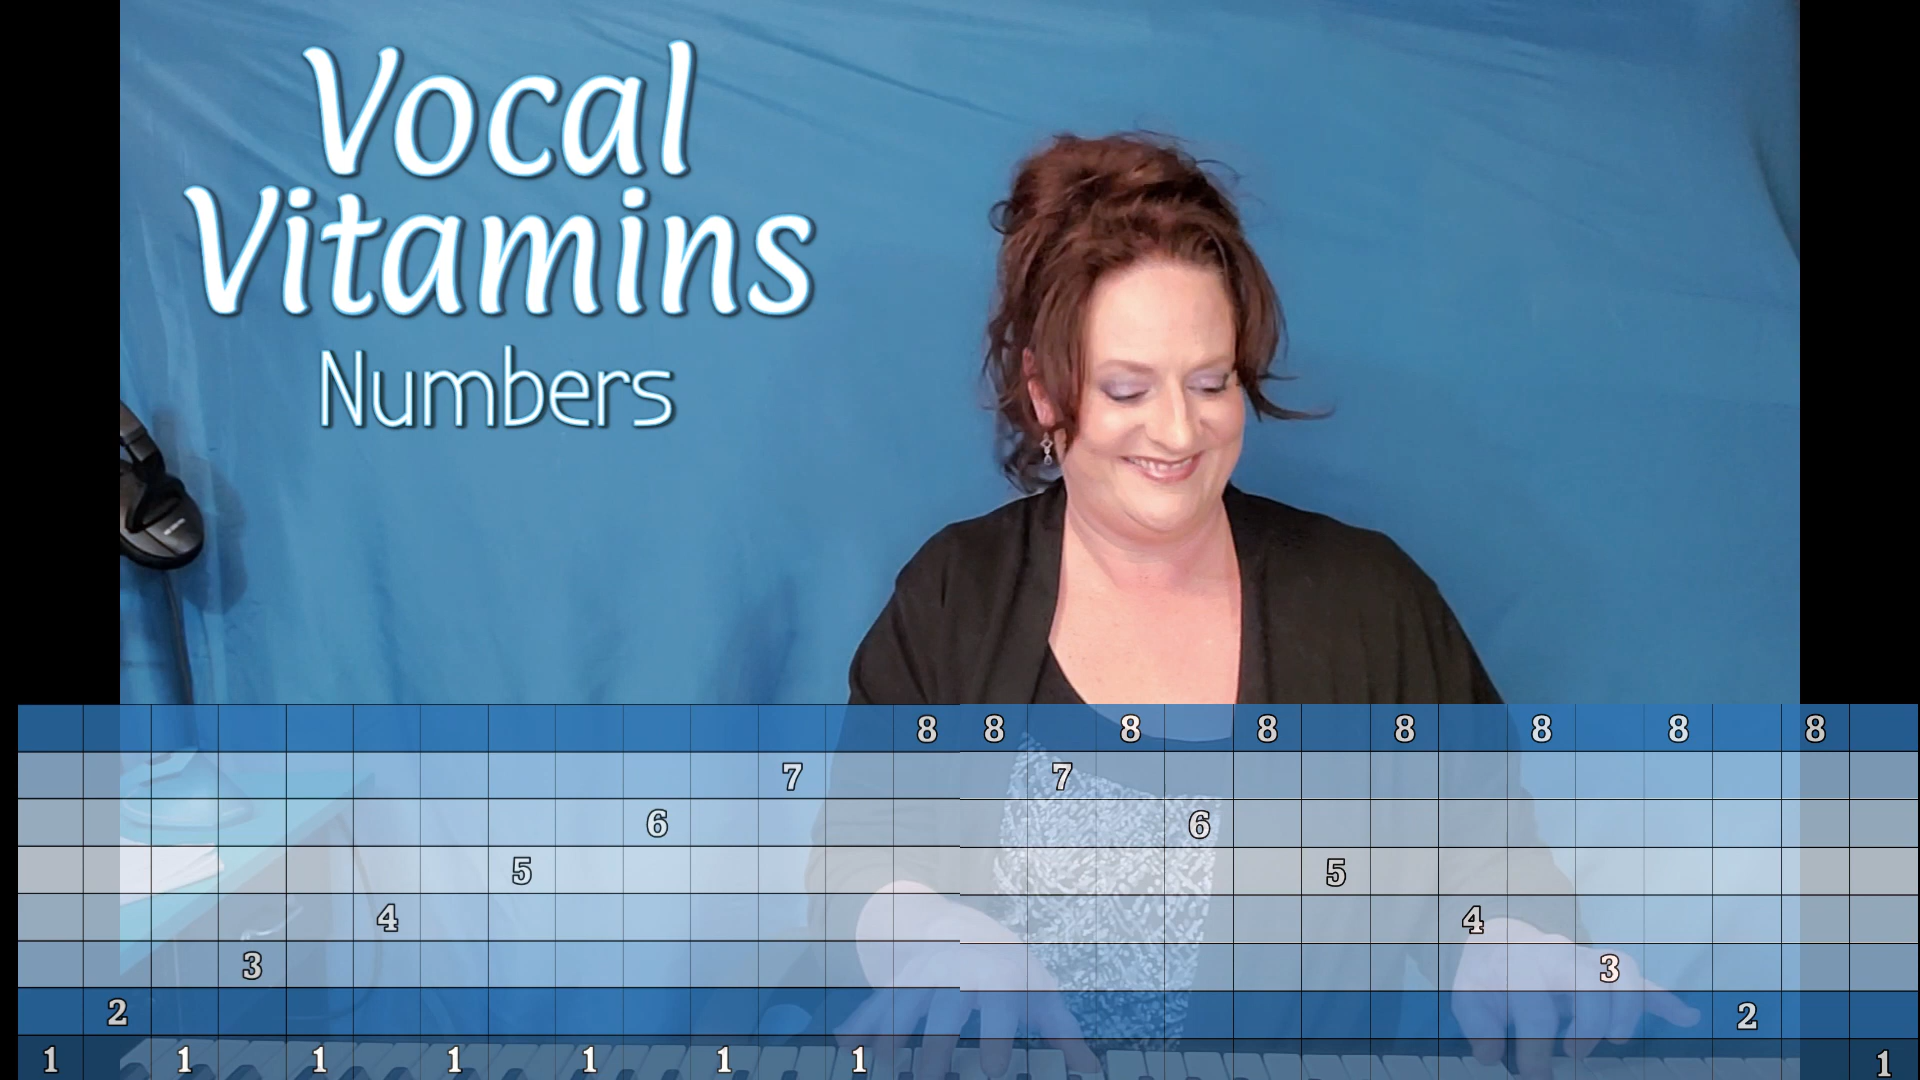 Vocal
Vitamins
Numbers
8 8 8 8 8 8 8 8
7 7
6 6
5 5
4 4
3 3
2 2
1 1 1 1 1 1 1 1